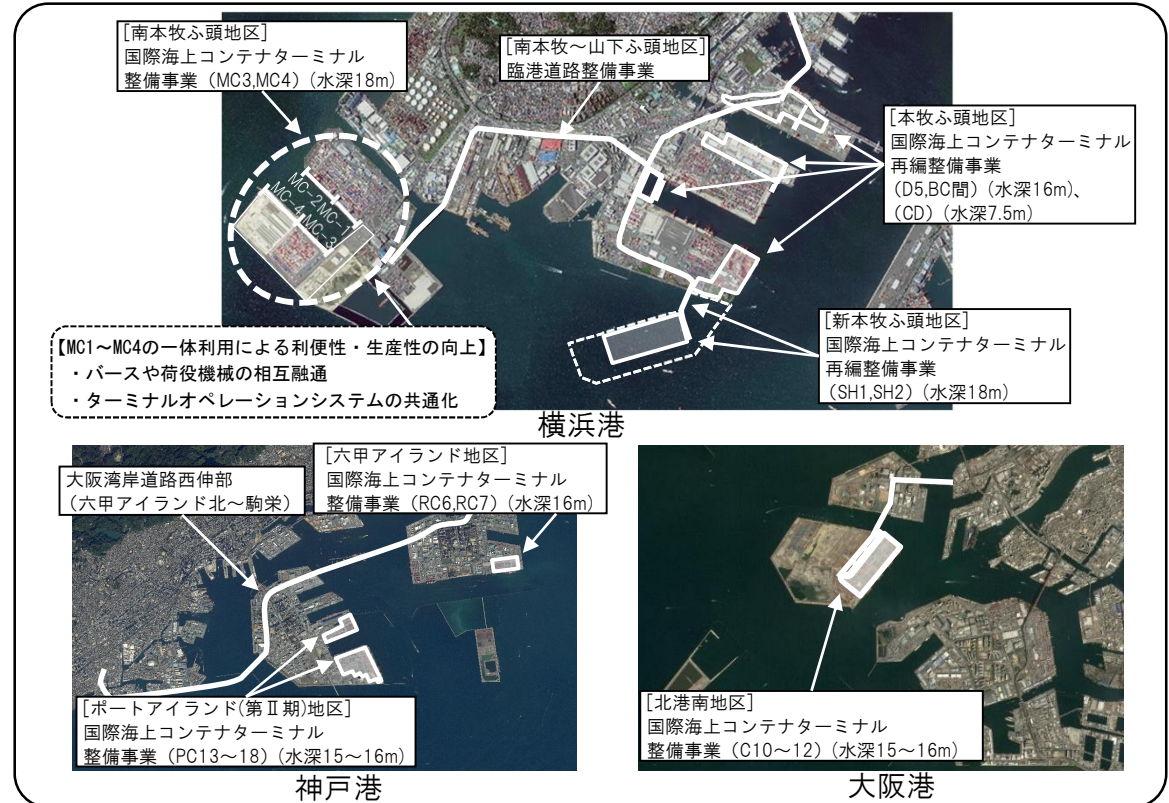 [南本牧ふ頭地区]
国際海上コンテナターミナル
整備事業（MC3,MC4）(水深18m)
[南本牧～山下ふ頭地区]
臨港道路整備事業
[本牧ふ頭地区]
国際海上コンテナターミナル
再編整備事業
(D5,BC間）(水深16m)、
(CD）(水深7.5m)
MC-2
MC-1
MC-4
MC-3
[新本牧ふ頭地区]
国際海上コンテナターミナル
再編整備事業
(SH1,SH2）(水深18m)
【MC1～MC4の一体利用による利便性・生産性の向上】
・バースや荷役機械の相互融通
・ターミナルオペレーションシステムの共通化
横浜港
大阪湾岸道路西伸部
(六甲アイランド北～駒栄）
[六甲アイランド地区]
国際海上コンテナターミナル
整備事業（RC6,RC7）(水深16m)
[ポートアイランド(第Ⅱ期)地区]
国際海上コンテナターミナル
整備事業（PC13～18）(水深15～16m)
神戸港
[北港南地区]
国際海上コンテナターミナル
整備事業（C10～12）(水深15～16m)
大阪港